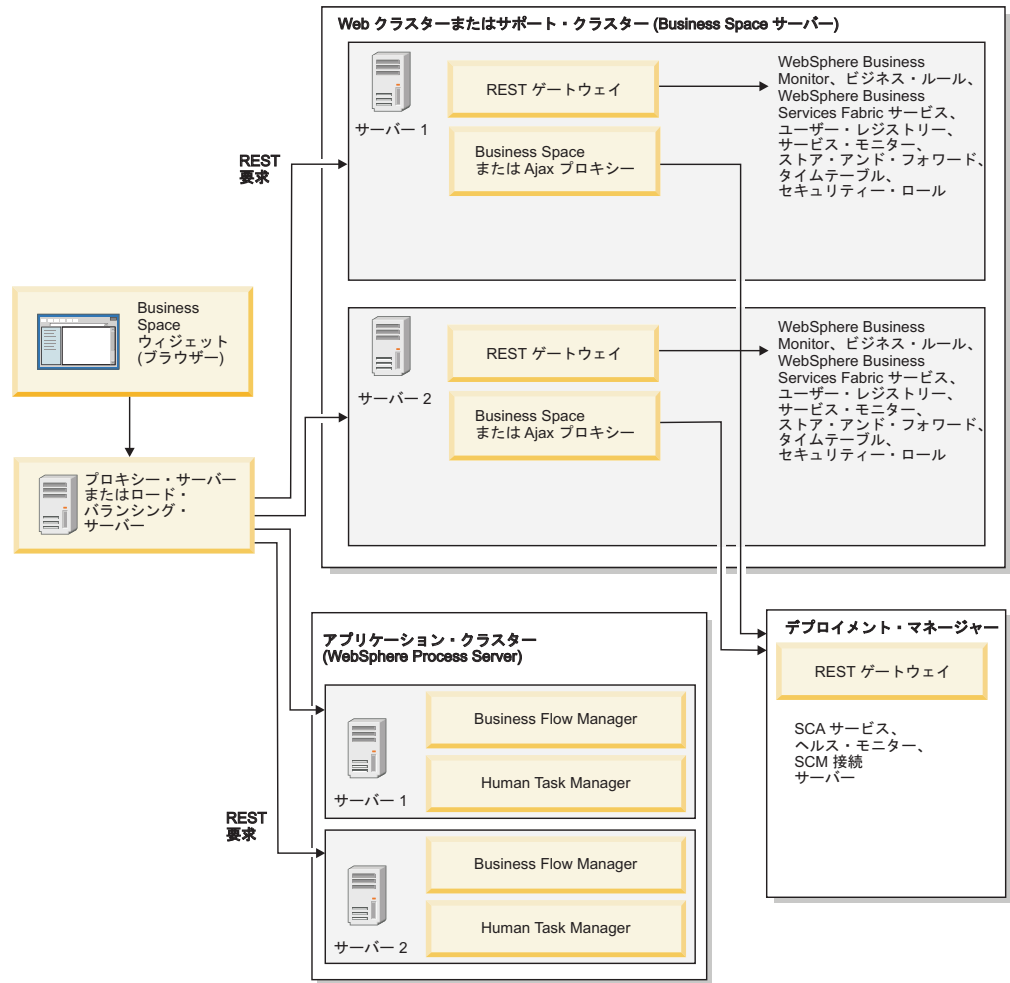 Web クラスターまたはサポート・クラスター (Business Space サーバー)
サーバー 1
REST ゲートウェイ
Business Space
または Ajax プロキシー
WebSphere Business
Monitor、ビジネス・ルール、
WebSphere Business
Services Fabric サービス、
ユーザー・レジストリー、
サービス・モニター、
ストア・アンド・フォワード、
タイムテーブル、
セキュリティー・ロール
REST
要求
Business
Space
ウィジェット
(ブラウザー)
サーバー 2
REST ゲートウェイ
Business Space
または Ajax プロキシー
WebSphere Business
Monitor、ビジネス・ルール、
WebSphere Business
Services Fabric サービス、
ユーザー・レジストリー、
サービス・モニター、
ストア・アンド・フォワード、
タイムテーブル、
セキュリティー・ロール
プロキシー・サーバー
またはロード・
バランシング・
サーバー
アプリケーション・クラスター
(WebSphere Process Server)
サーバー 1
Business Flow Manager
Human Task Manager
REST
要求
サーバー 2
Business Flow Manager
Human Task Manager
デプロイメント・マネージャー
REST ゲートウェイ
SCA サービス、
ヘルス・モニター、
SCM 接続
サーバー